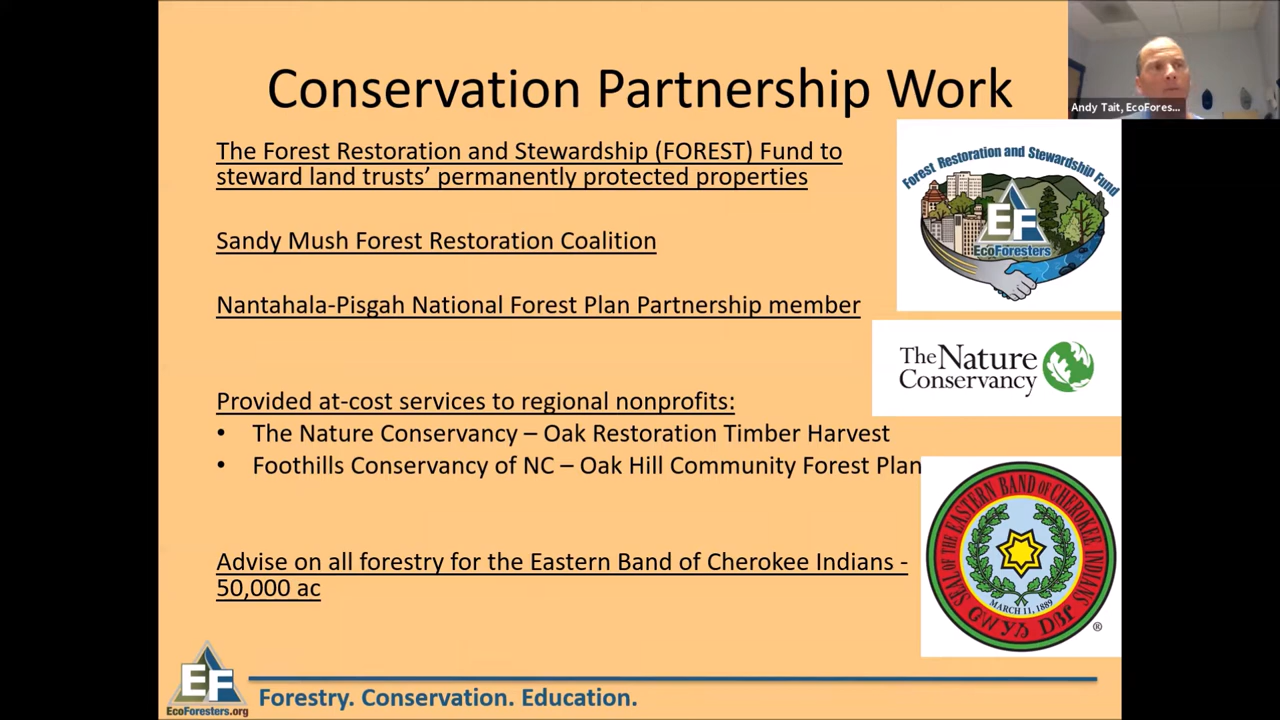 Conservation Partnership Work
Andy Tait, EcoFores...
The Forest Restoration and Stewardship (FOREST) Fund to
steward land trusts’ permanently protected properties
Sandy Mush Forest Restoration Coalition
Nantahala-Pisgah National Forest Plan Partnership member
Provided at-cost services to regional nonprofits:
• The Nature Conservancy – Oak Restoration Timber Harvest
• Foothills Conservancy of NC – Oak Hill Community Forest Plan
Advise on all forestry for the Eastern Band of Cherokee Indians -
50,000 ac
Forest Restoration and Stewardship Fund
EF
EcoForesters
The Nature
Conservancy
SEAL OF THE EASTERN BAND OF CHEROKEE INDIANS
MARCH 11, 1889
®
EF
EcoForesters.org
Forestry. Conservation. Education.